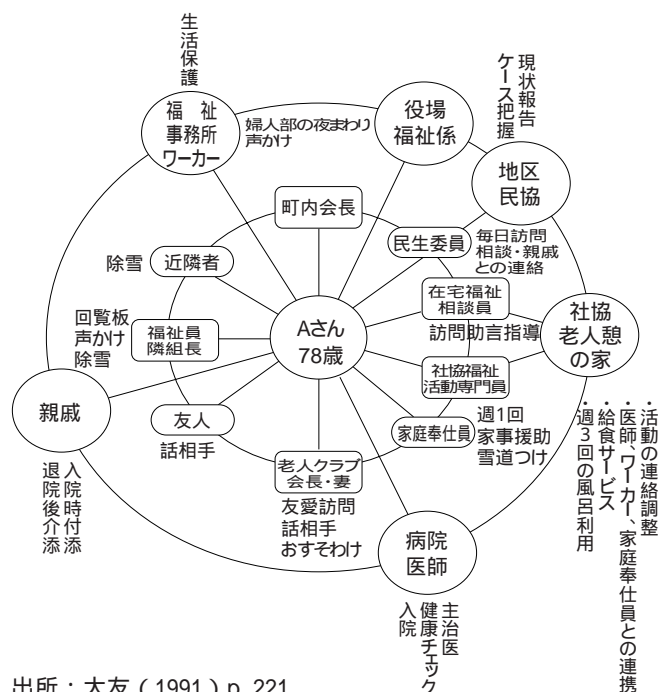 生活保護
福祉
事務所
ワーカー
婦人部の夜まわり
声かけ
役場
福祉係
現状報告
ケース把握
地区
民協
町内会長
民生委員
毎日訪問
相談・親戚
との連絡
除雪
近隣者
在宅福祉
相談員
訪問助言指導
社協
老人憩
の家
回覧板
声かけ
除雪
福祉員
隣組長
Aさん
78歳
社協福祉
活動専門員
親戚
友人
話相手
家庭奉仕員
週1回
家事援助
雪道つけ
老人クラブ
会長・妻
友愛訪問
話相手
おすそわけ
入院時付添
退院後介添
病院
医師
主治医
健康チェック
入院
・活動の連絡調整
・医師、ワーカー、家庭奉仕員との連携
・給食サービス
・週3回の風呂利用
出所：大友(1991)p.221